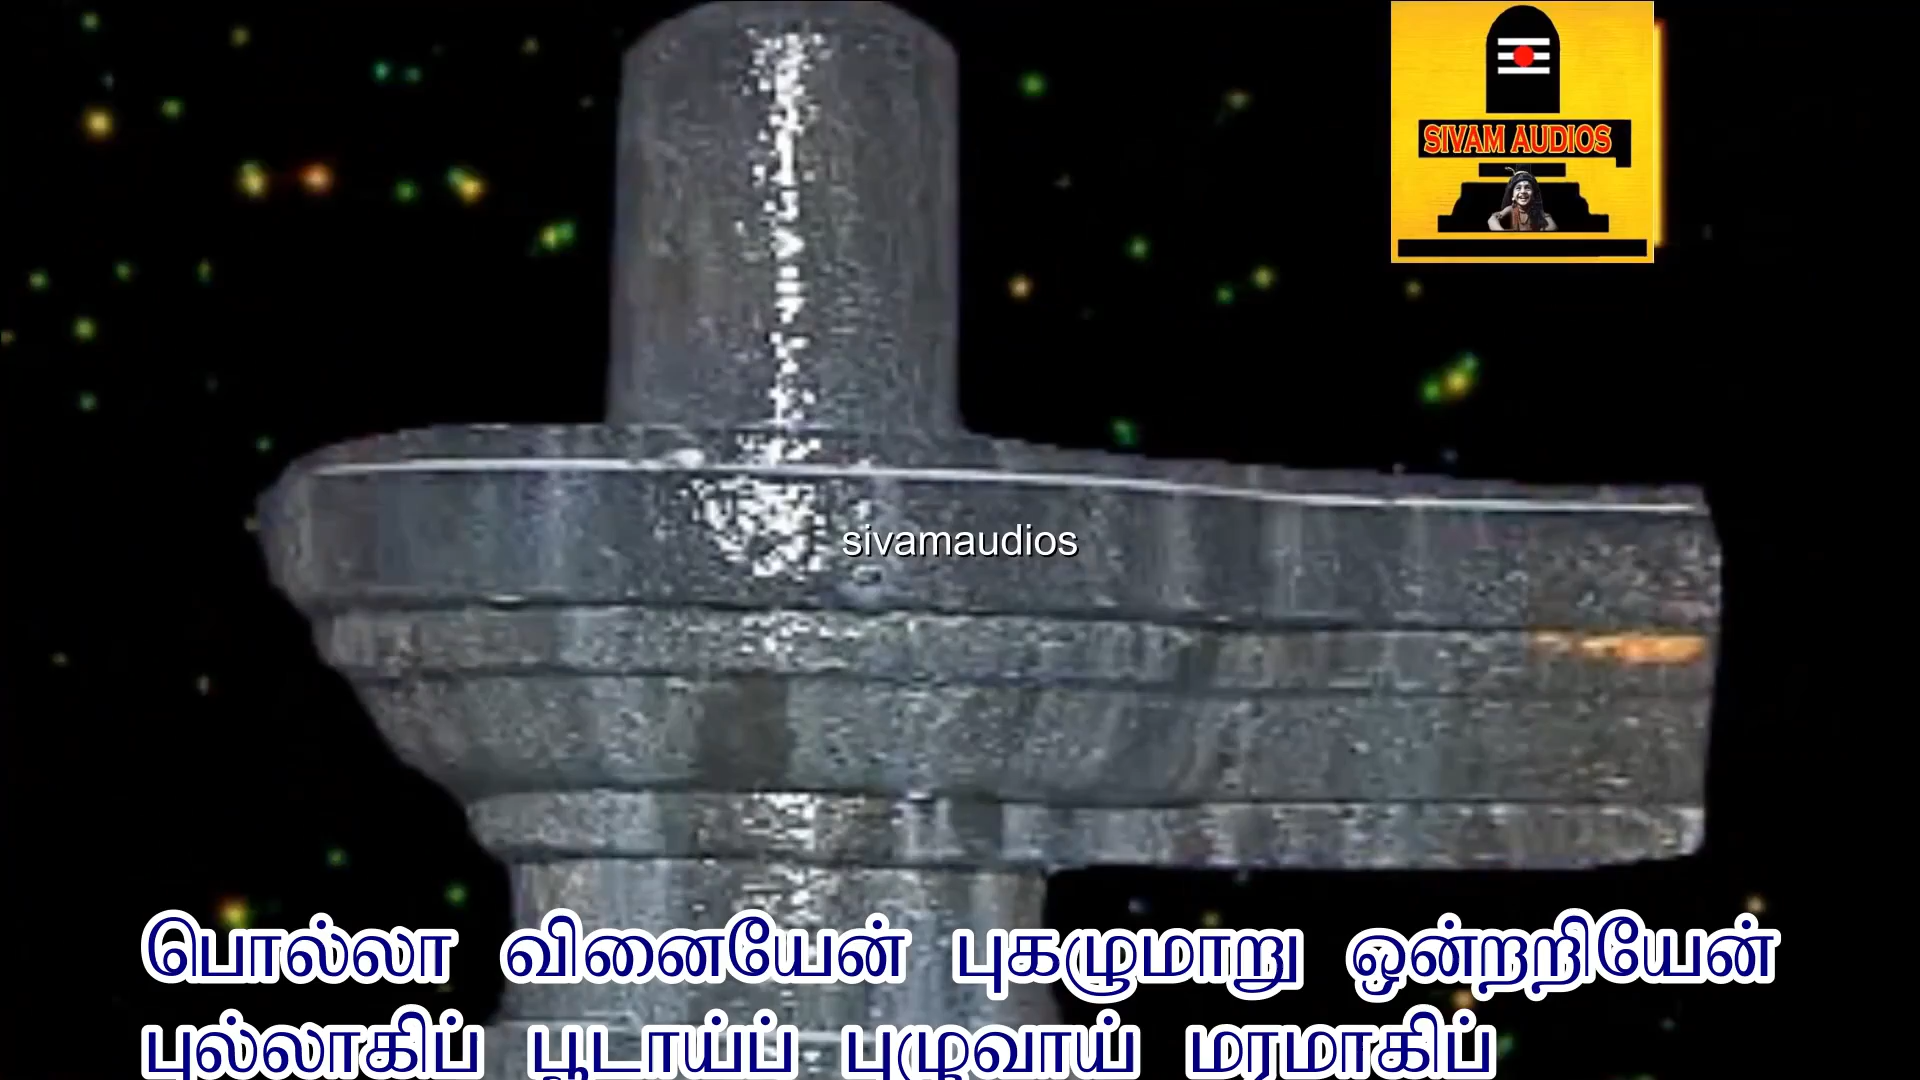 SIVAM AUDIOS
sivamaudios
பொல்லா வினையேன் புகழுமாறு ஒன்றறியேன்
புல்லாகிப் பூடாய்ப் புழுவாய் மரமாகிப்